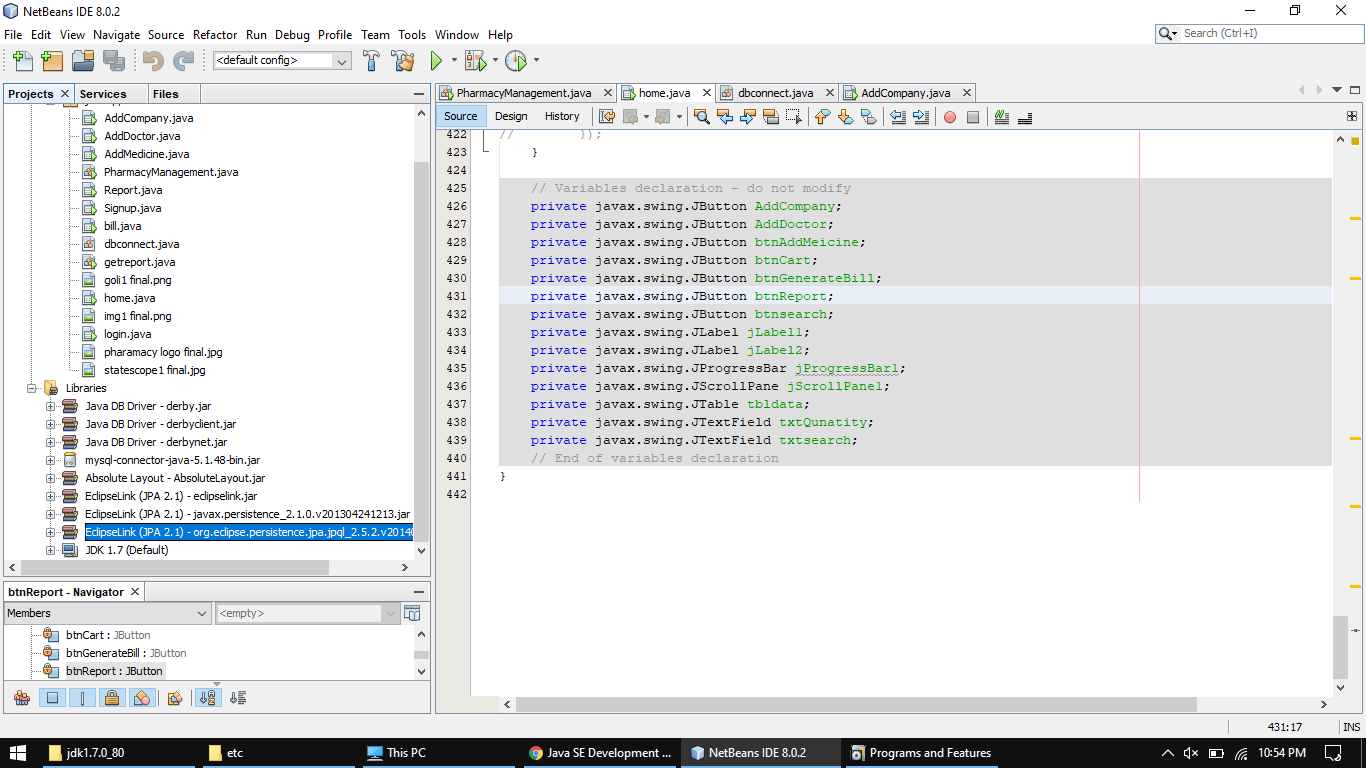 NetBeans IDE 8.0.2
File Edit View Navigate Source Refactor Run Debug Profile Team Tools Window Help
Search (Ctrl+I)
<default config>
Projects Services Files
AddCompany.java
AddDoctor.java
AddMedicine.java
PharmacyManagement.java
Report.java
Signup.java
bill.java
dbconnect.java
getreport.java
goli1 final.png
home.java
img1 final.png
login.java
pharamacy logo final.jpg
statescope1 final.jpg
Libraries
Java DB Driver - derby.jar
Java DB Driver - derbyclient.jar
Java DB Driver - derbynet.jar
mysql-connector-java-5.1.48-bin.jar
Absolute Layout - AbsoluteLayout.jar
EclipseLink (JPA 2.1) - eclipselink.jar
EclipseLink (JPA 2.1) - javax.persistence_2.1.0.v201304241213.jar
EclipseLink (JPA 2.1) - org.eclipse.persistence.jpa.jpql_2.5.2.v20140
JDK 1.7 (Default)
btnReport - Navigator
Members <empty>
btnCart : JButton
btnGenerateBill : JButton
btnReport : JButton
PharmacyManagement.java home.java dbconnect.java AddCompany.java
Source Design History
422 // });
423 }
424
425 // Variables declaration - do not modify
426 private javax.swing.JButton AddCompany;
427 private javax.swing.JButton AddDoctor;
428 private javax.swing.JButton btnAddMeicine;
429 private javax.swing.JButton btnCart;
430 private javax.swing.JButton btnGenerateBill;
431 private javax.swing.JButton btnReport;
432 private javax.swing.JButton btnsearch;
433 private javax.swing.JLabel jLabel1;
434 private javax.swing.JLabel jLabel2;
435 private javax.swing.JProgressBar jProgressBar1;
436 private javax.swing.JScrollPane jScrollPane1;
437 private javax.swing.JTable tbldata;
438 private javax.swing.JTextField txtQunatity;
439 private javax.swing.JTextField txtsearch;
440 // End of variables declaration
441 }
442
431:17 INS
jdk1.7.0_80 etc This PC Java SE Development ... NetBeans IDE 8.0.2 Programs and Features 10:54 PM